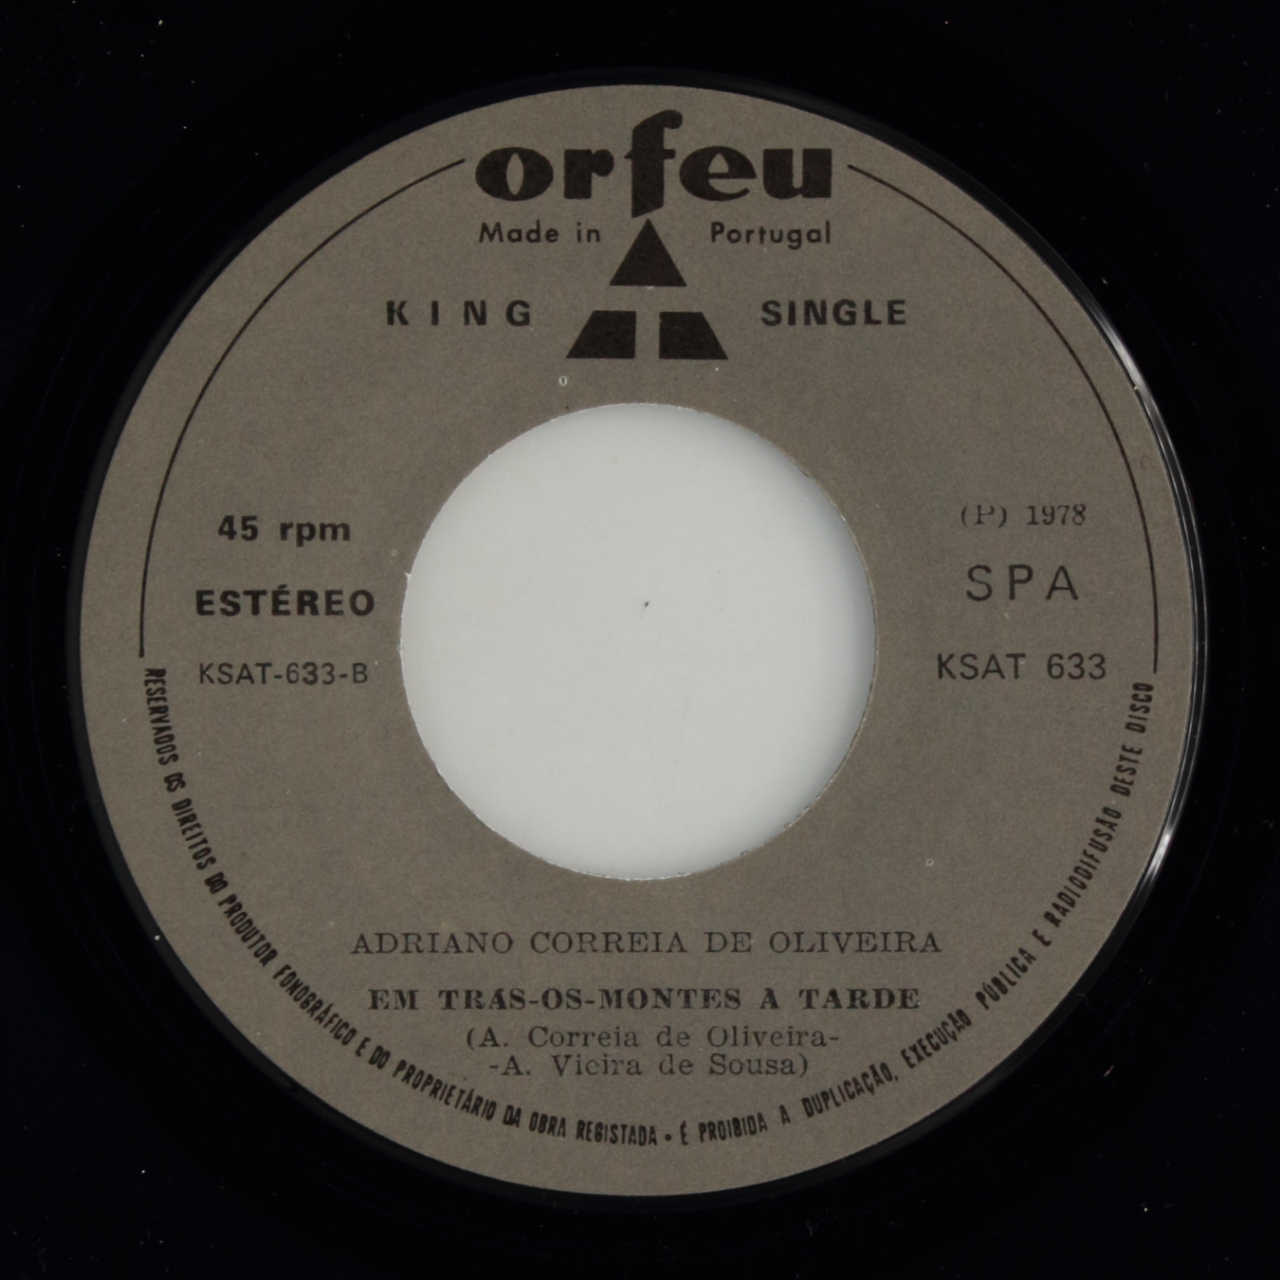 orfeu
Made in Portugal
KING SINGLE
45 rpm
ESTÉREO
KSAT-633-B
(P) 1978
SPA
KSAT 633
ADRIANO CORREIA DE OLIVEIRA
EM TRÁS-OS-MONTES A TARDE
(A. Correia de Oliveira-
-A. Vieira de Sousa)
RESERVADOS OS DIREITOS DO PRODUTOR FONOGRÁFICO E DO PROPRIETÁRIO DA OBRA REGISTADA • É PROIBIDA A DUPLICAÇÃO, EXECUÇÃO PÚBLICA E RADIODIFUSÃO DESTE DISCO